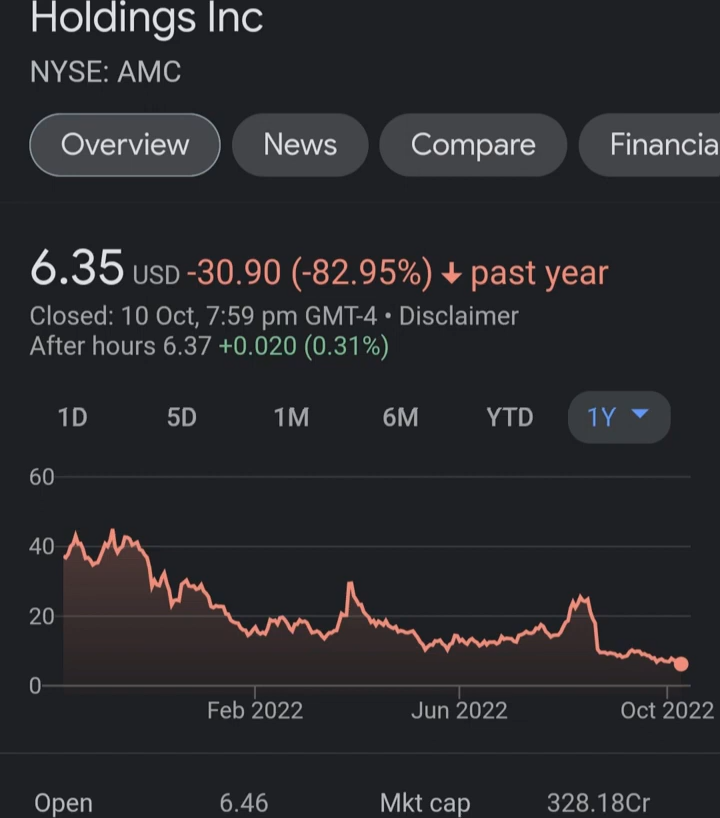 Holdings Inc
NYSE: AMC
Overview News Compare Financia
6.35 USD -30.90 (-82.95%) ↓ past year
Closed: 10 Oct, 7:59 pm GMT-4 • Disclaimer
After hours 6.37 +0.020 (0.31%)
1D 5D 1M 6M YTD 1Y
60
40
20
0
Feb 2022 Jun 2022 Oct 2022
Open 6.46 Mkt cap 328.18Cr